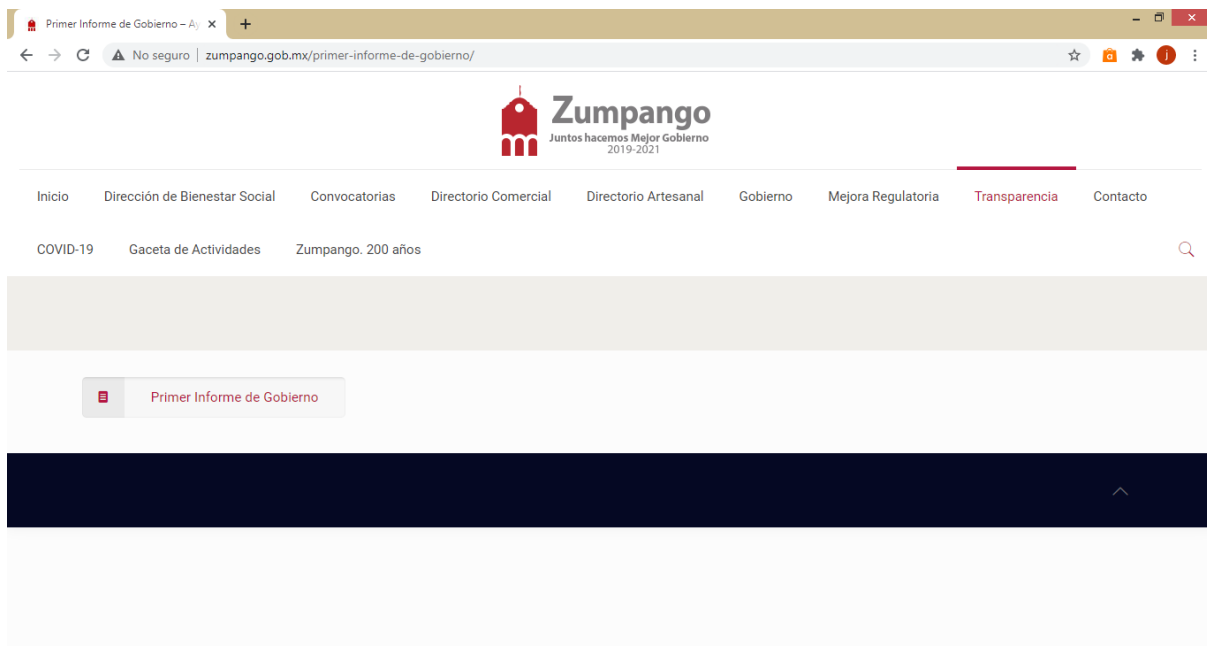 Primer Informe de Gobierno – Ay
No seguro | zumpango.gob.mx/primer-informe-de-gobierno/
a
j
Zumpango
Juntos hacemos Mejor Gobierno
2019-2021
Inicio Dirección de Bienestar Social Convocatorias Directorio Comercial Directorio Artesanal Gobierno Mejora Regulatoria Transparencia Contacto
COVID-19 Gaceta de Actividades Zumpango. 200 años
Primer Informe de Gobierno